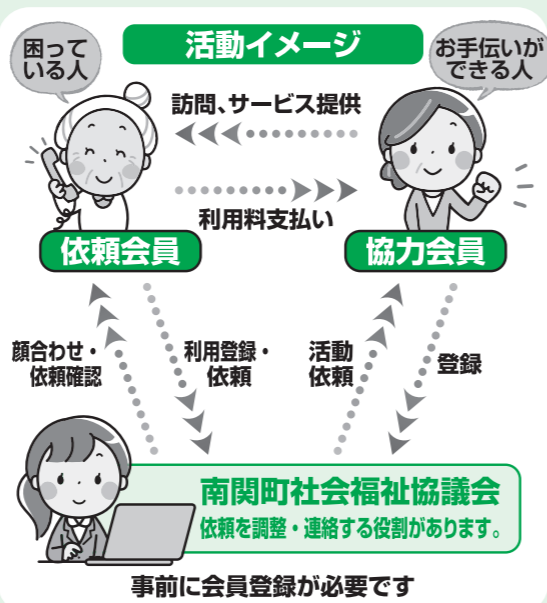 活動イメージ
困って
いる人
お手伝いが
できる人
訪問、サービス提供
利用料支払い
依頼会員
協力会員
顔合わせ・
依頼確認
利用登録・
依頼
活動
依頼
登録
南関町社会福祉協議会
依頼を調整・連絡する役割があります。
事前に会員登録が必要です